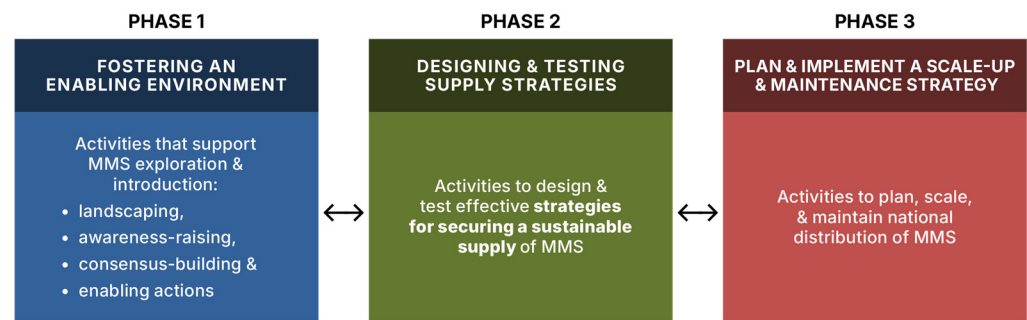 PHASE 1
FOSTERING AN
ENABLING ENVIRONMENT
Activities that support
MMS exploration &
introduction:
• landscaping,
• awareness-raising,
• consensus-building &
• enabling actions
PHASE 2
DESIGNING & TESTING
SUPPLY STRATEGIES
Activities to design &
test effective strategies
for securing a sustainable
supply of MMS
PHASE 3
PLAN & IMPLEMENT A SCALE-UP
& MAINTENANCE STRATEGY
Activities to plan, scale,
& maintain national
distribution of MMS